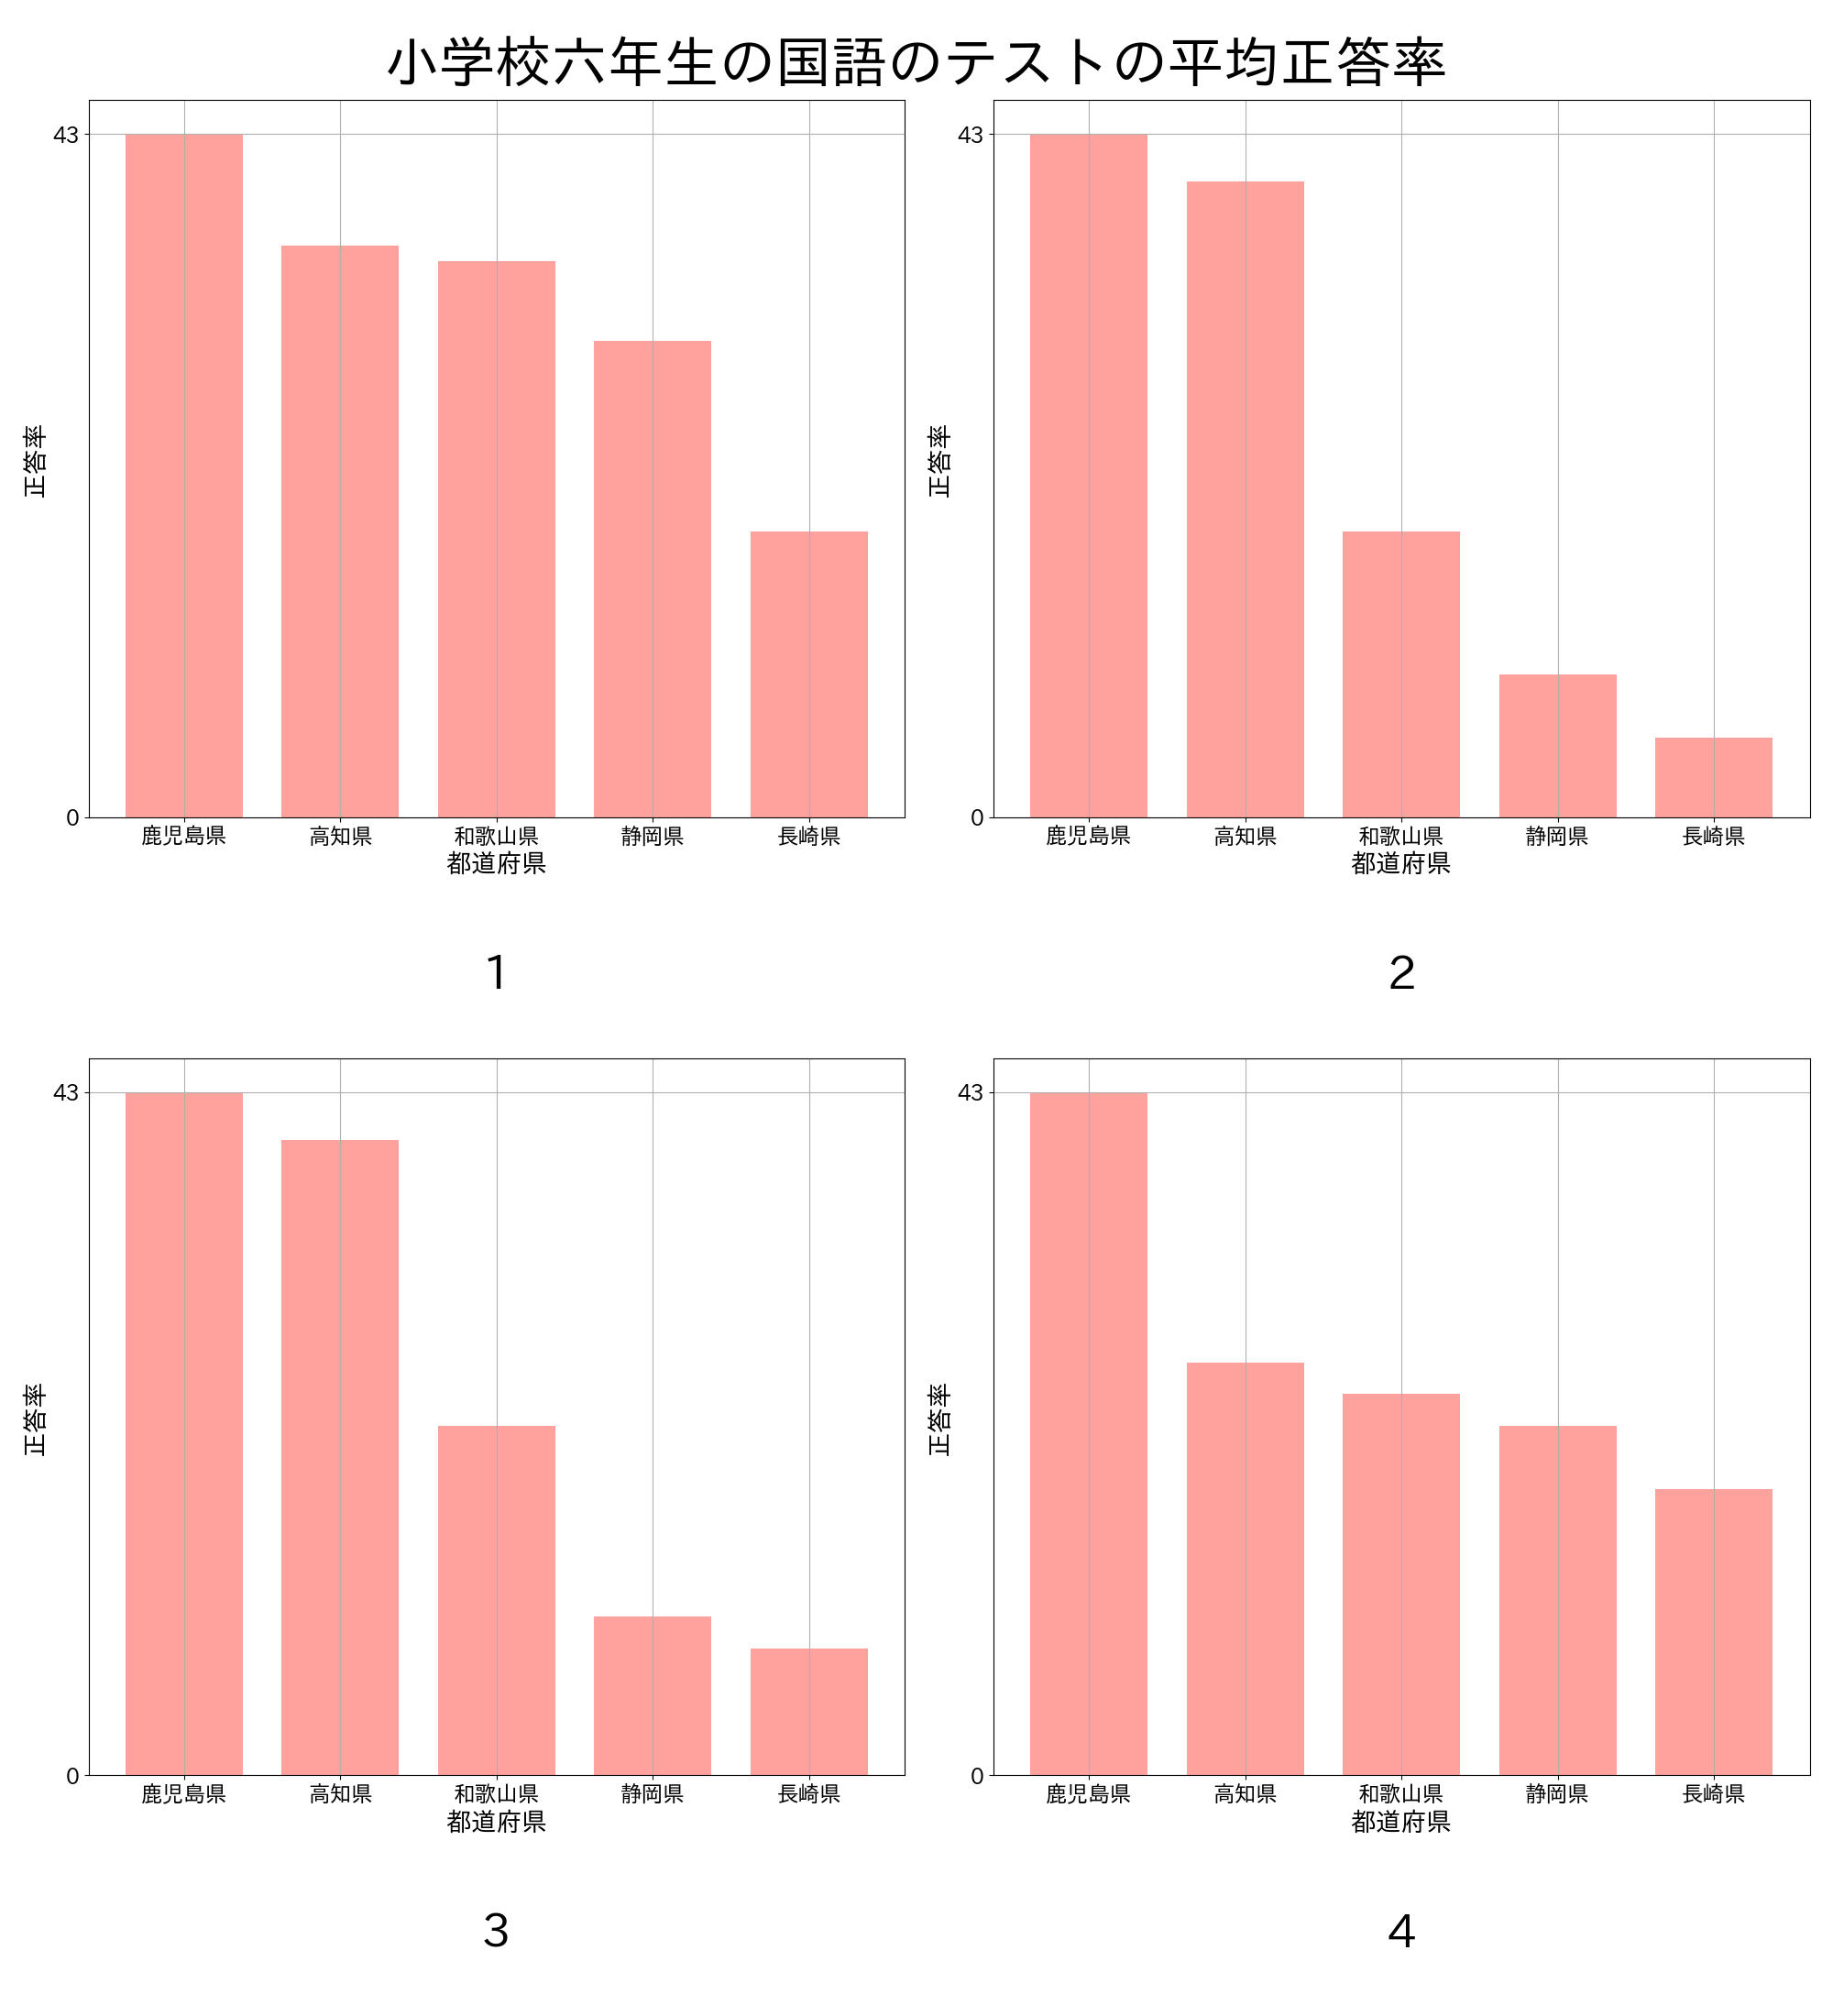 小学校六年生の国語のテストの平均正答率
43
0
正答率
鹿児島県 高知県 和歌山県 静岡県 長崎県
都道府県
1
43
0
正答率
鹿児島県 高知県 和歌山県 静岡県 長崎県
都道府県
2
43
0
正答率
鹿児島県 高知県 和歌山県 静岡県 長崎県
都道府県
3
43
0
正答率
鹿児島県 高知県 和歌山県 静岡県 長崎県
都道府県
4